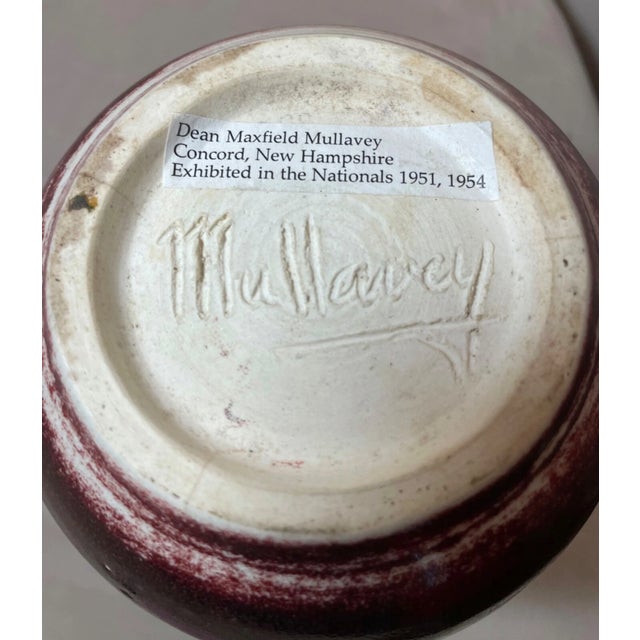 Dean Maxfield Mullavey
Concord, New Hampshire
Exhibited in the Nationals 1951, 1954
Mullavey